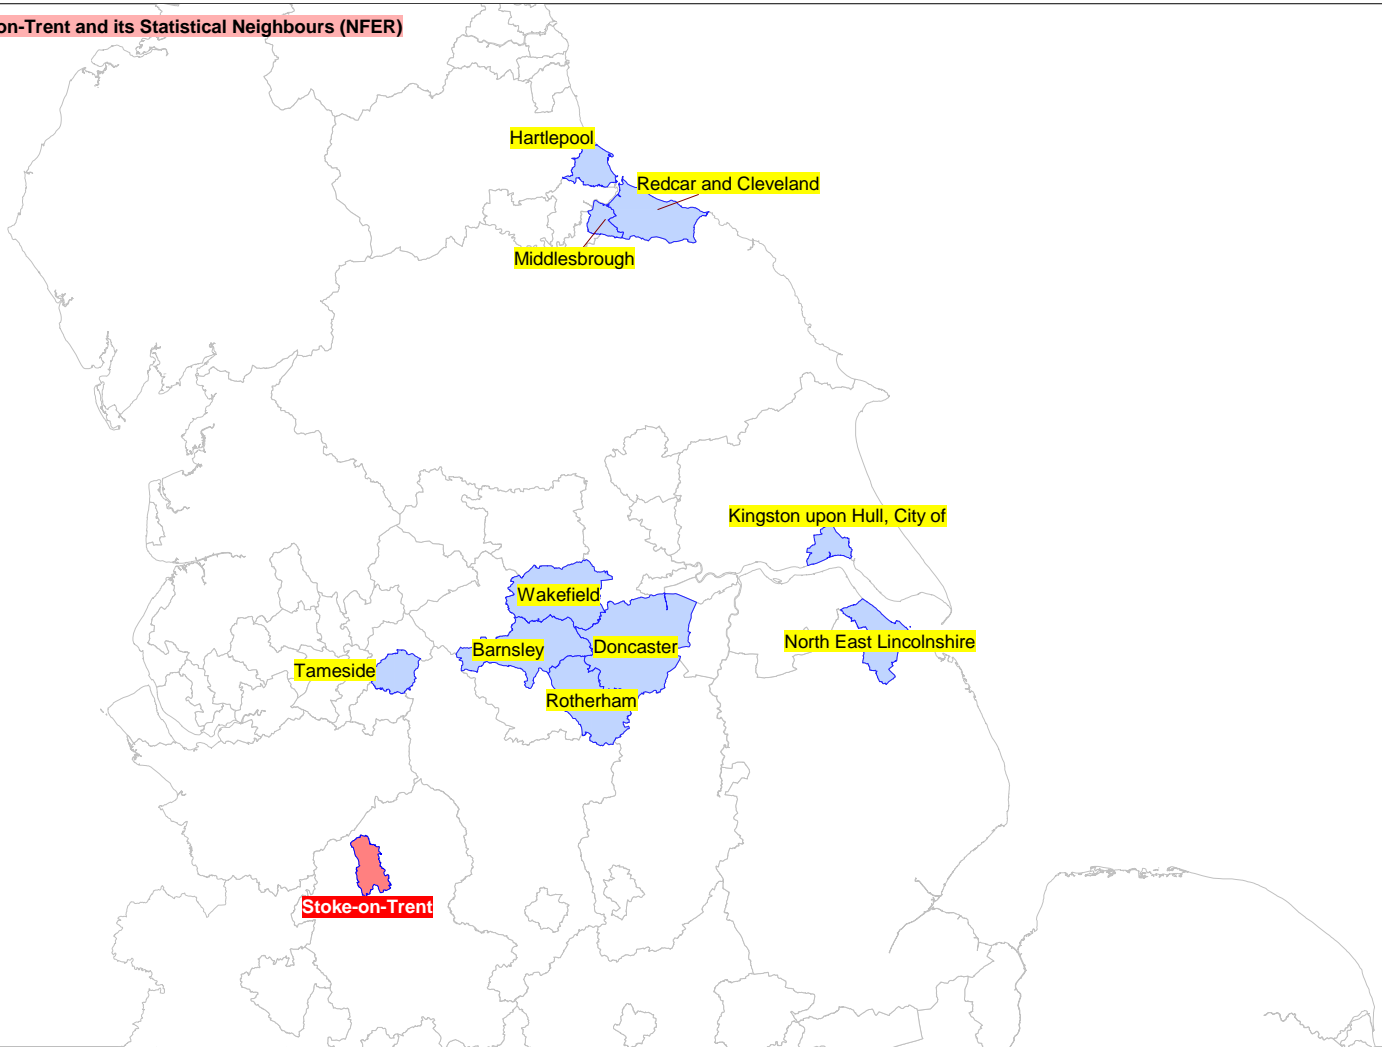 on-Trent and its Statistical Neighbours (NFER)
Hartlepool
Redcar and Cleveland
Middlesbrough
Kingston upon Hull, City of
Wakefield
North East Lincolnshire
Barnsley
Doncaster
Tameside
Rotherham
Stoke-on-Trent